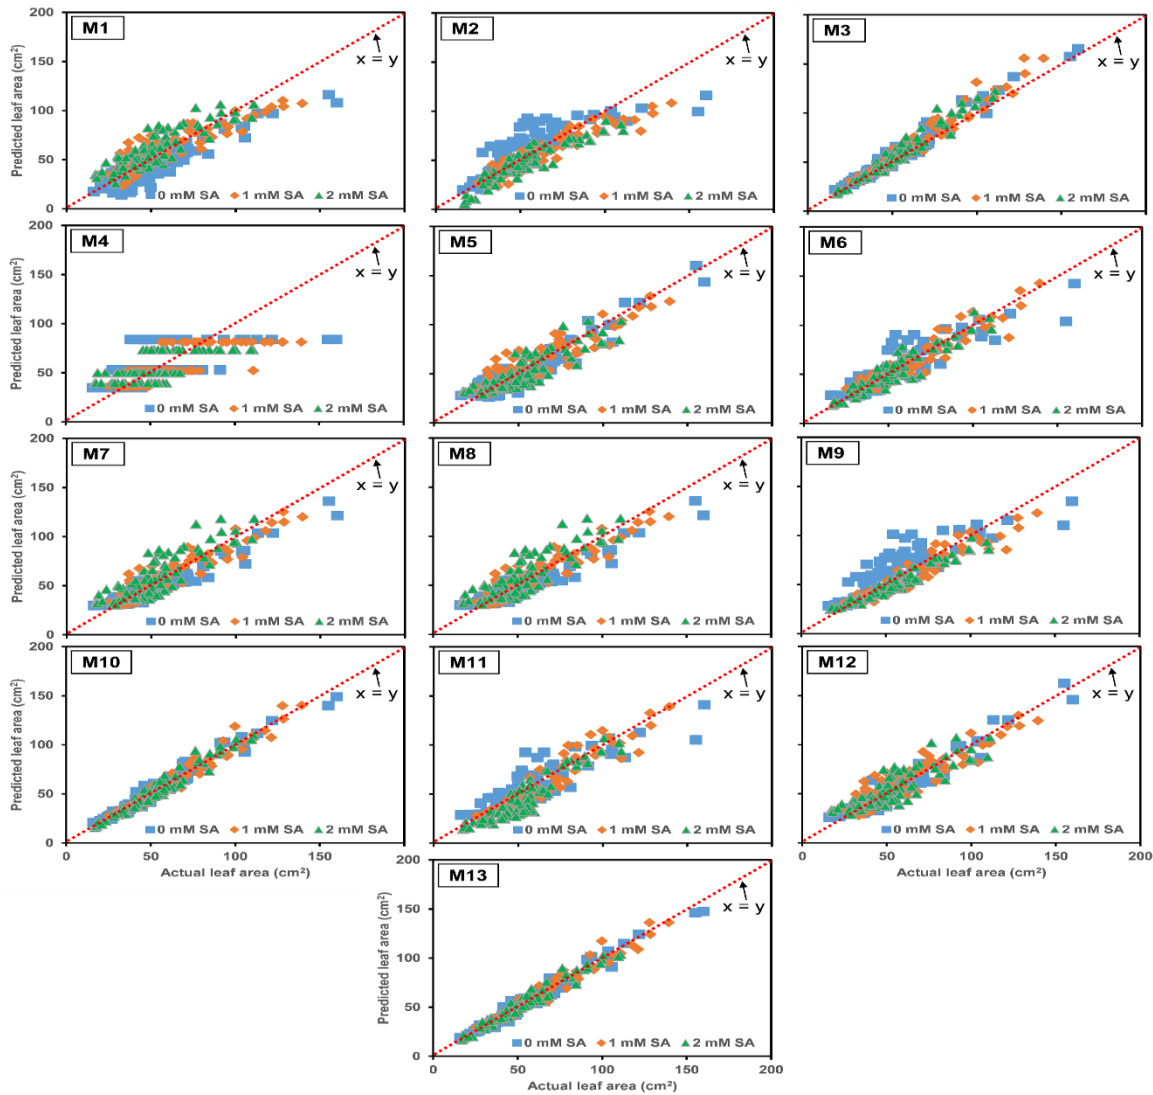 M1
M2
M3
x = y
x = y
x = y
Predicted leaf area (cm²)
200
150
100
50
0
0 mM SA 1 mM SA 2 mM SA
0 mM SA 1 mM SA 2 mM SA
0 mM SA 1 mM SA 2 mM SA
M4
M5
M6
x = y
x = y
x = y
Predicted leaf area (cm²)
200
150
100
50
0
0 mM SA 1 mM SA 2 mM SA
0 mM SA 1 mM SA 2 mM SA
0 mM SA 1 mM SA 2 mM SA
M7
M8
M9
x = y
x = y
x = y
Predicted leaf area (cm²)
200
150
100
50
0
0 mM SA 1 mM SA 2 mM SA
0 mM SA 1 mM SA 2 mM SA
0 mM SA 1 mM SA 2 mM SA
M10
M11
M12
x = y
x = y
x = y
Predicted leaf area (cm²)
200
150
100
50
0
0 mM SA 1 mM SA 2 mM SA
0 mM SA 1 mM SA 2 mM SA
0 mM SA 1 mM SA 2 mM SA
0 50 100 150
0 50 100 150 200
Actual leaf area (cm²)
Actual leaf area (cm²)
M13
x = y
Predicted leaf area (cm²)
200
150
100
50
0
0 mM SA 1 mM SA 2 mM SA
0 50 100 150 200
Actual leaf area (cm²)